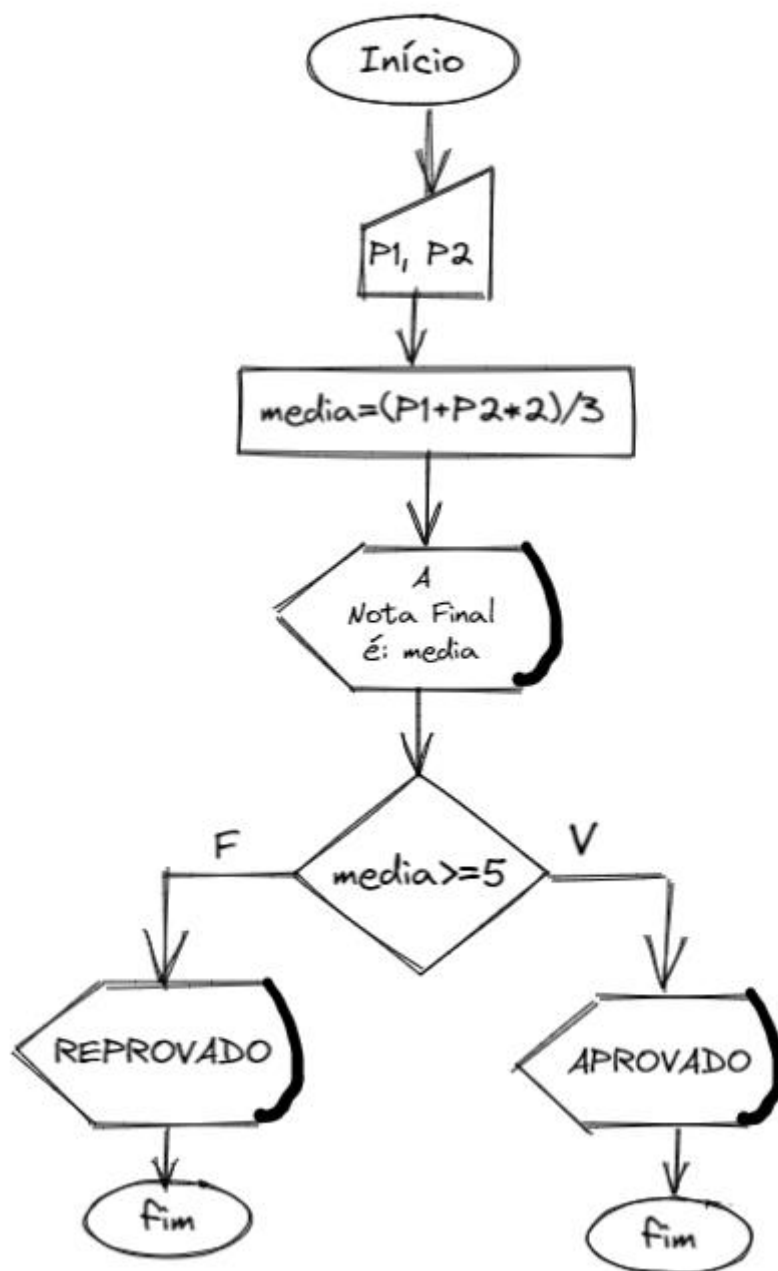 Início
P1, P2
media=(P1+P2*2)/3
A
Nota Final
é: media
F
V
media>=5
REPROVADO
APROVADO
fim
fim